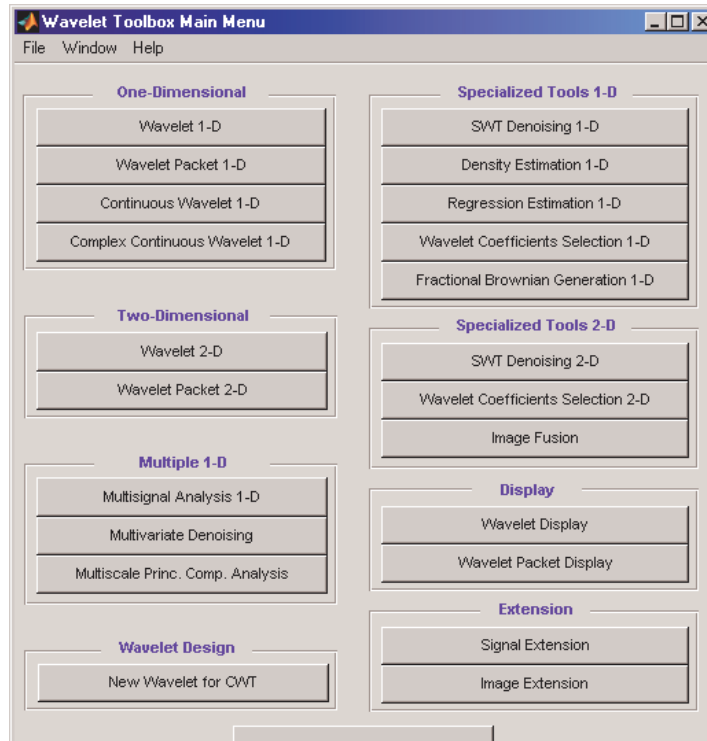 Wavelet Toolbox Main Menu
File Window Help
One-Dimensional
Wavelet 1-D
Wavelet Packet 1-D
Continuous Wavelet 1-D
Complex Continuous Wavelet 1-D
Two-Dimensional
Wavelet 2-D
Wavelet Packet 2-D
Multiple 1-D
Multisignal Analysis 1-D
Multivariate Denoising
Multiscale Princ. Comp. Analysis
Wavelet Design
New Wavelet for CWT
Specialized Tools 1-D
SWT Denoising 1-D
Density Estimation 1-D
Regression Estimation 1-D
Wavelet Coefficients Selection 1-D
Fractional Brownian Generation 1-D
Specialized Tools 2-D
SWT Denoising 2-D
Wavelet Coefficients Selection 2-D
Image Fusion
Display
Wavelet Display
Wavelet Packet Display
Extension
Signal Extension
Image Extension